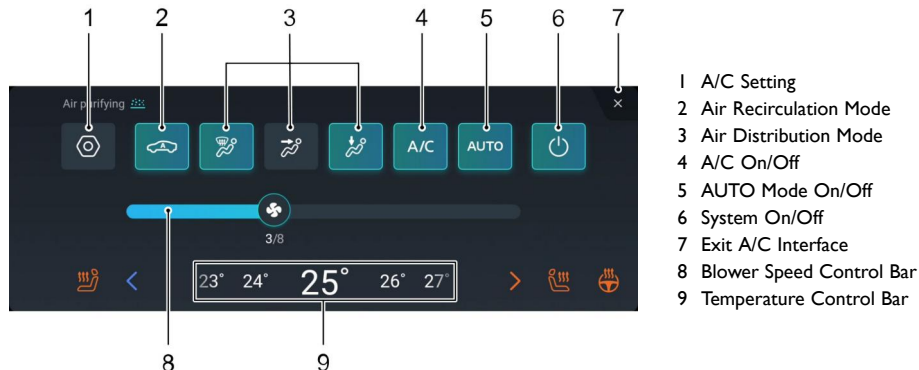 1 2 3 4 5 6 7
Air purifying
A/C AUTO
3/8
23° 24° 25° 26° 27°
8 9
1 A/C Setting
2 Air Recirculation Mode
3 Air Distribution Mode
4 A/C On/Off
5 AUTO Mode On/Off
6 System On/Off
7 Exit A/C Interface
8 Blower Speed Control Bar
9 Temperature Control Bar